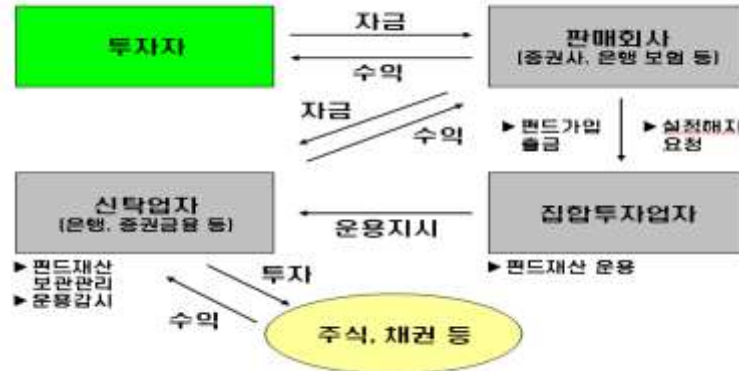 투자자
자금
수익
판매회사
(증권사, 은행 보험 등)
자금
수익
▶ 펀드가입
출금
▶ 설정해지
요청
신탁업자
(은행, 증권금융 등)
운용지시
집합투자업자
▶ 펀드재산
보관관리
▶ 운용감시
투자
수익
▶ 펀드재산 운용
주식, 채권 등